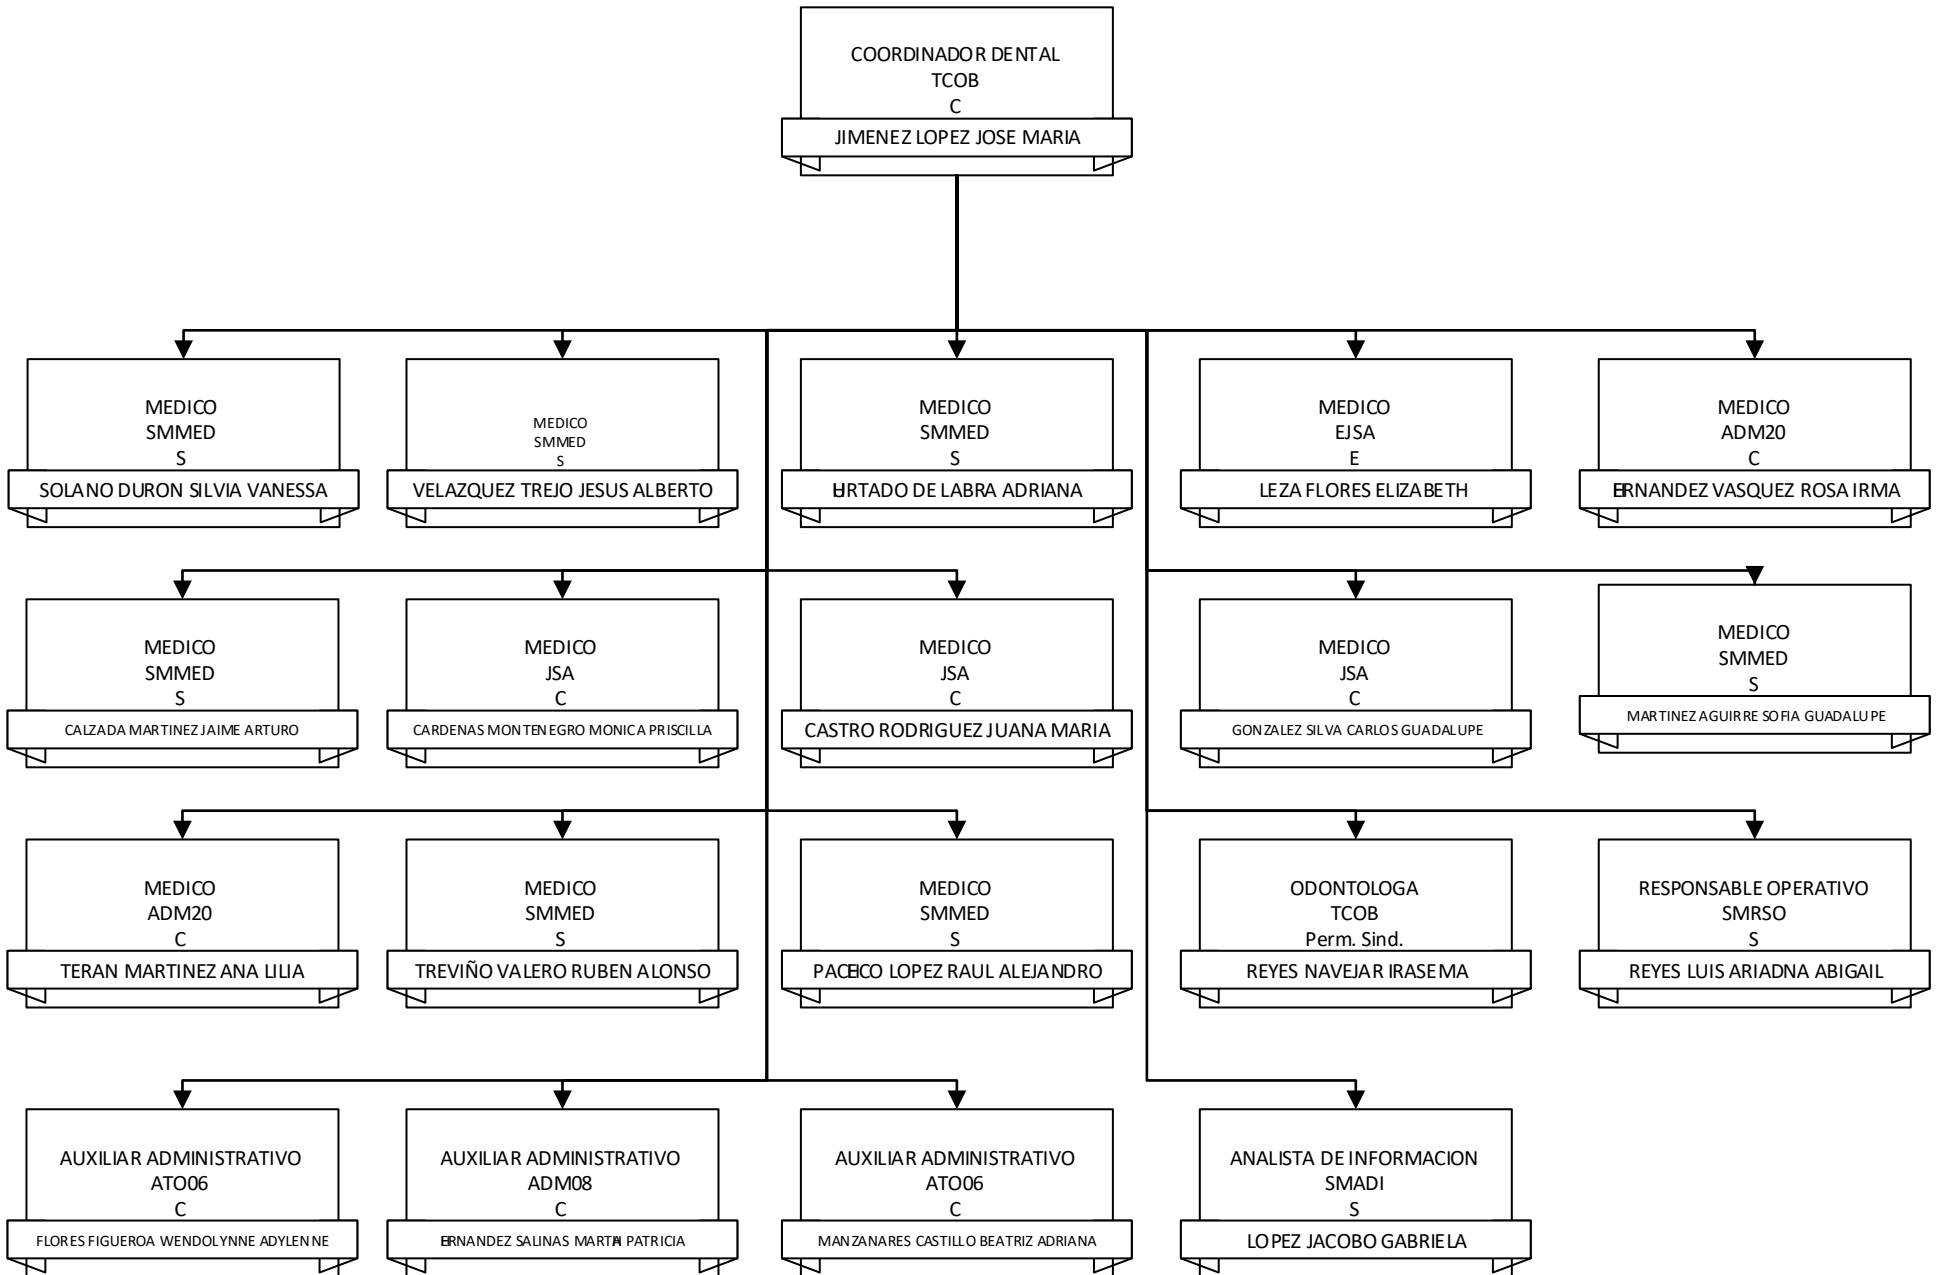 COORDINADOR DENTAL
TCOB
C
JIMENEZ LOPEZ JOSE MARIA
MEDICO
SMMED
S
SOLANO DURON SILVIA VANESSA
MEDICO
SMMED
S
VELAZQUEZ TREJO JESUS ALBERTO
MEDICO
SMMED
S
HURTADO DE LABRA ADRIANA
MEDICO
EJSA
E
LEZA FLORES ELIZABETH
MEDICO
ADM20
C
HERNANDEZ VASQUEZ ROSA IRMA
MEDICO
SMMED
S
CALZADA MARTINEZ JAIME ARTURO
MEDICO
JSA
C
CARDENAS MONTENEGRO MONICA PRISCILLA
MEDICO
JSA
C
CASTRO RODRIGUEZ JUANA MARIA
MEDICO
JSA
C
GONZALEZ SILVA CARLOS GUADALUPE
MEDICO
SMMED
S
MARTINEZ AGUIRRE SOFIA GUADALUPE
MEDICO
ADM20
C
TERAN MARTINEZ ANA LILIA
MEDICO
SMMED
S
TREVIÑO VALERO RUBEN ALONSO
MEDICO
SMMED
S
PACHECO LOPEZ RAUL ALEJANDRO
ODONTOLOGA
TCOB
Perm. Sind.
REYES NAVEJAR IRASEMA
RESPONSABLE OPERATIVO
SMRSO
S
REYES LUIS ARIADNA ABIGAIL
AUXILIAR ADMINISTRATIVO
ATO06
C
FLORES FIGUEROA WENDOLYNNE ADYLENNE
AUXILIAR ADMINISTRATIVO
ADM08
C
HERNANDEZ SALINAS MARTHA PATRICIA
AUXILIAR ADMINISTRATIVO
ATO06
C
MANZANARES CASTILLO BEATRIZ ADRIANA
ANALISTA DE INFORMACION
SMADI
S
LOPEZ JACOBO GABRIELA